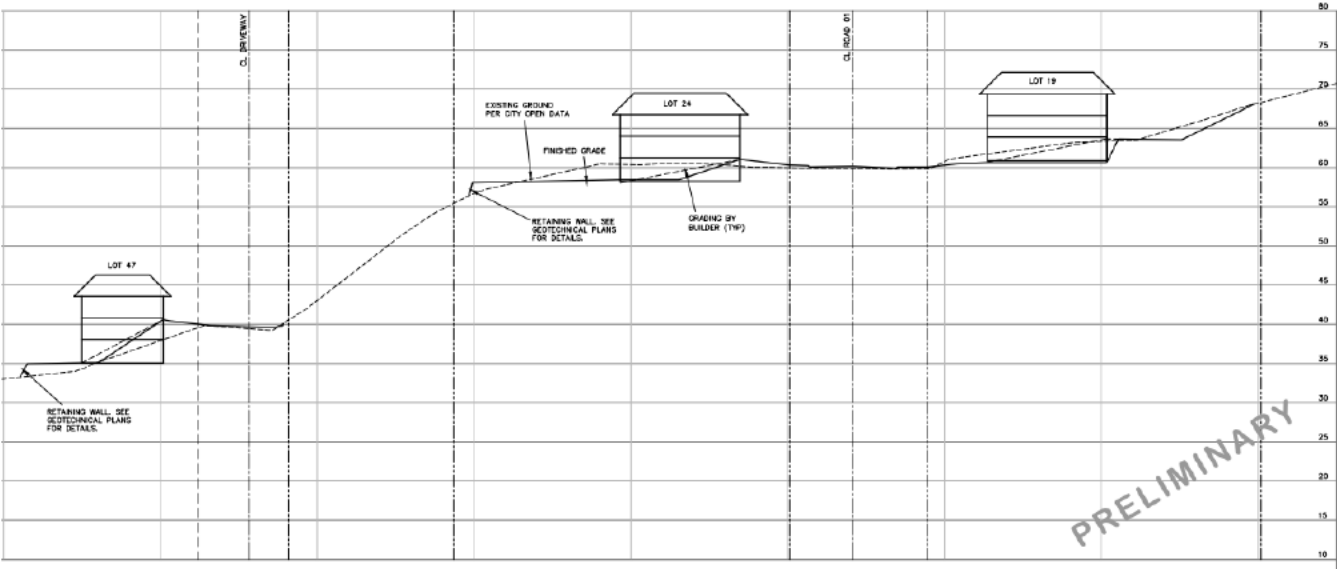 80
CL DRIVEWAY
CL ROAD 01
75
LOT 19
70
LOT 24
EXISTING GROUND
PER CITY OPEN DATA
65
FINISHED GRADE
60
RETAINING WALL. SEE
GEOTECHNICAL PLANS
FOR DETAILS.
GRADING BY
BUILDER (TYP)
55
50
LOT 47
45
40
35
RETAINING WALL. SEE
GEOTECHNICAL PLANS
FOR DETAILS.
30
25
PRELIMINARY
20
15
10